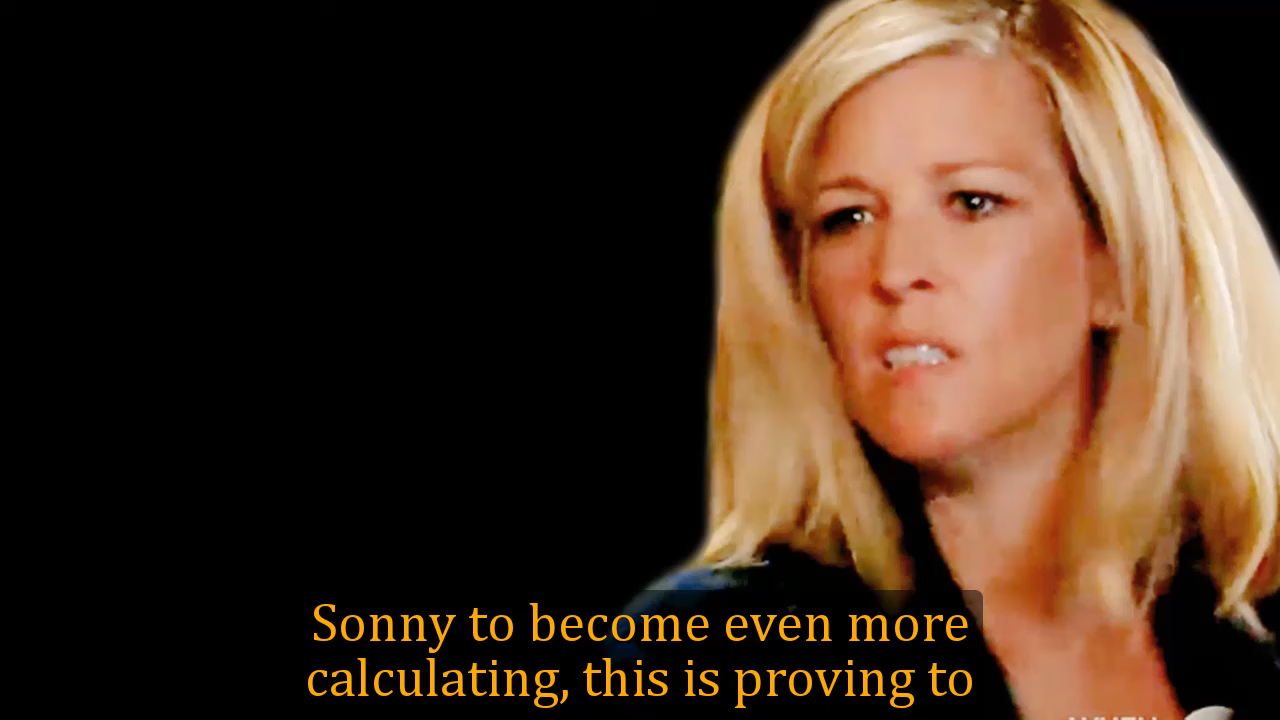 Sonny to become even more
calculating, this is proving to